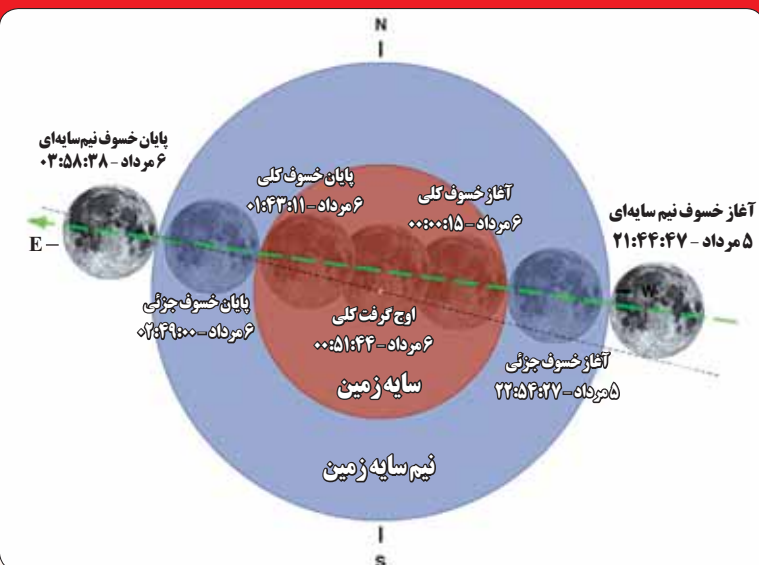 N
آغاز خسوف نیم سایه‌ای
۵ مرداد - ۲۱:۴۴:۴۷
W
آغاز خسوف جزئی
۵ مرداد - ۲۲:۵۴:۲۷
آغاز خسوف کلی
۶ مرداد - ۰۰:۰۰:۱۵
اوج گرفت کلی
۶ مرداد - ۰۰:۵۱:۴۴
پایان خسوف کلی
۶ مرداد - ۰۱:۴۳:۱۱
پایان خسوف جزئی
۶ مرداد - ۰۲:۴۹:۰۰
پایان خسوف نیم‌سایه‌ای
۶ مرداد - ۰۳:۵۸:۳۸
E
سایه زمین
نیم سایه زمین
S